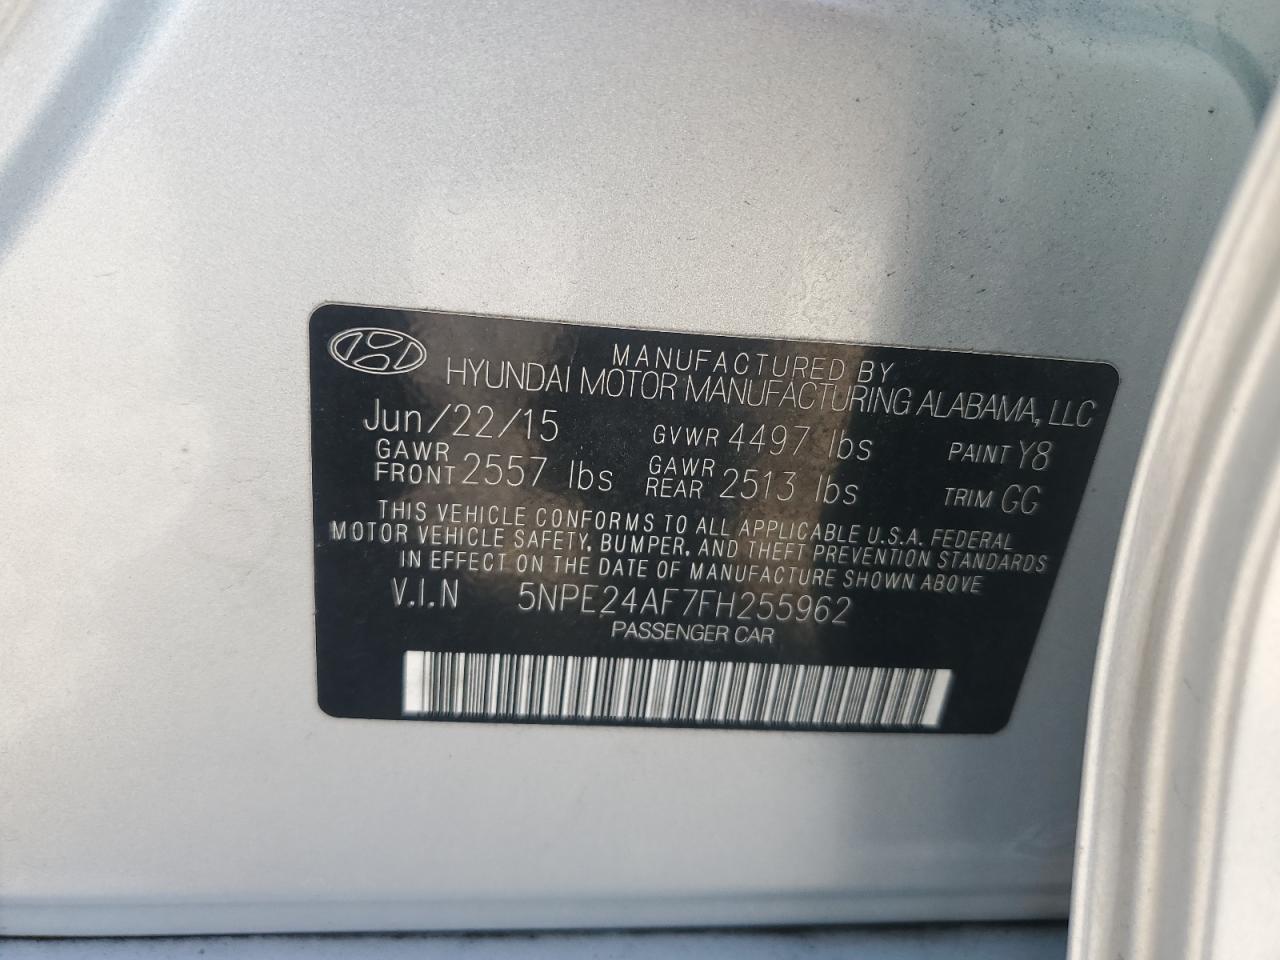 MANUFACTURED BY
HYUNDAI MOTOR MANUFACTURING ALABAMA, LLC
Jun/22/15 GVWR 4497 lbs PAINT Y8
GAWR FRONT 2557 lbs GAWR REAR 2513 lbs TRIM GG
THIS VEHICLE CONFORMS TO ALL APPLICABLE U.S.A. FEDERAL
MOTOR VEHICLE SAFETY, BUMPER, AND THEFT PREVENTION STANDARDS
IN EFFECT ON THE DATE OF MANUFACTURE SHOWN ABOVE
V.I.N 5NPE24AF7FH255962
PASSENGER CAR